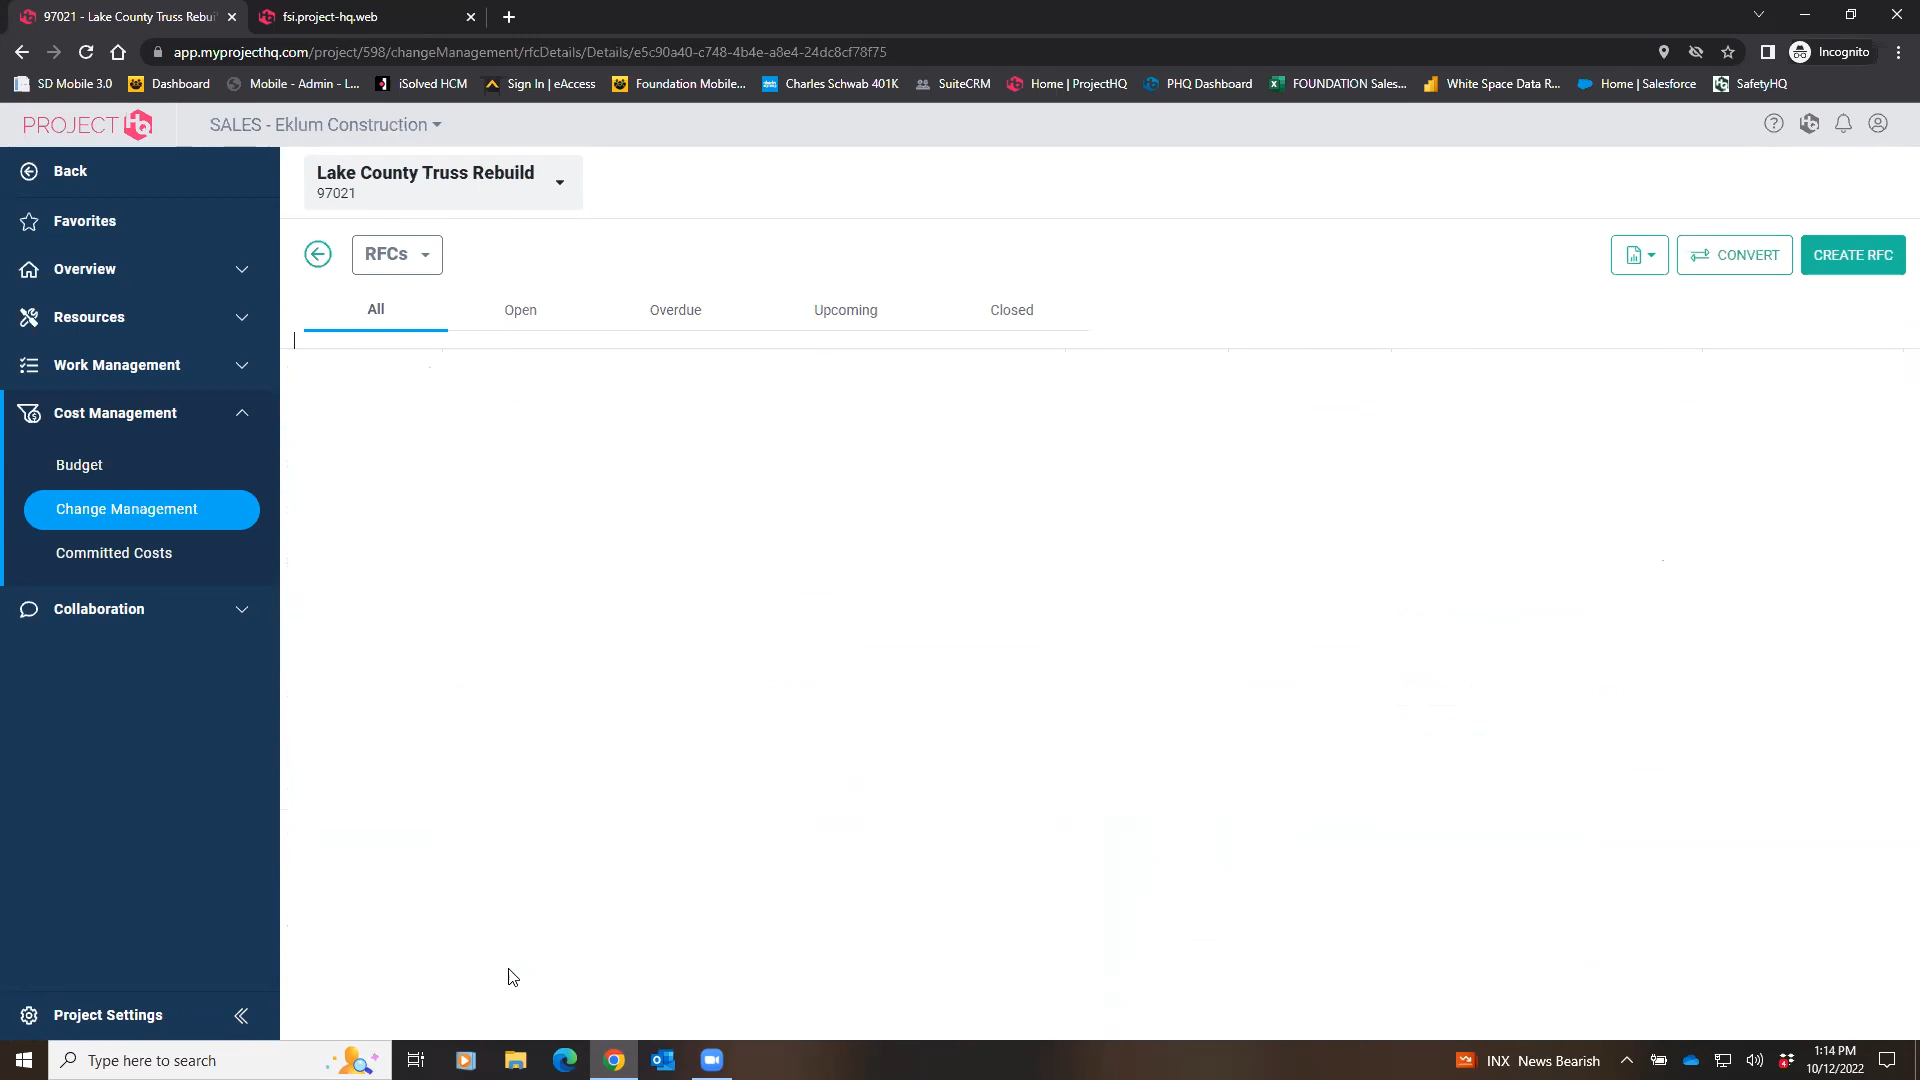 97021 - Lake County Truss Rebui
fsi.project-hq.web
app.myprojecthq.com/project/598/changeManagement/rfcDetails/Details/e5c90a40-c748-4b4e-a8e4-24dc8cf78f75
Incognito
SD Mobile 3.0
Dashboard
Mobile - Admin - L...
iSolved HCM
Sign In | eAccess
Foundation Mobile...
Charles Schwab 401K
SuiteCRM
Home | ProjectHQ
PHQ Dashboard
FOUNDATION Sales...
White Space Data R...
Home | Salesforce
SafetyHQ
PROJECT HQ
SALES - Eklum Construction
Back
Lake County Truss Rebuild
97021
Favorites
RFCs
CONVERT
CREATE RFC
Overview
All
Open
Overdue
Upcoming
Closed
Resources
Work Management
Cost Management
Budget
Change Management
Committed Costs
Collaboration
Project Settings
Type here to search
INX News Bearish
1:14 PM
10/12/2022